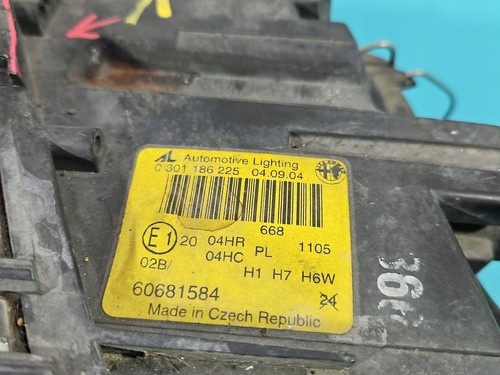 AL Automotive Lighting
0 301 186 225 04.09.04
668
E1 20 04HR PL 1105
04HC
02B/ H1 H7 H6W
60681584 24
Made in Czech Republic